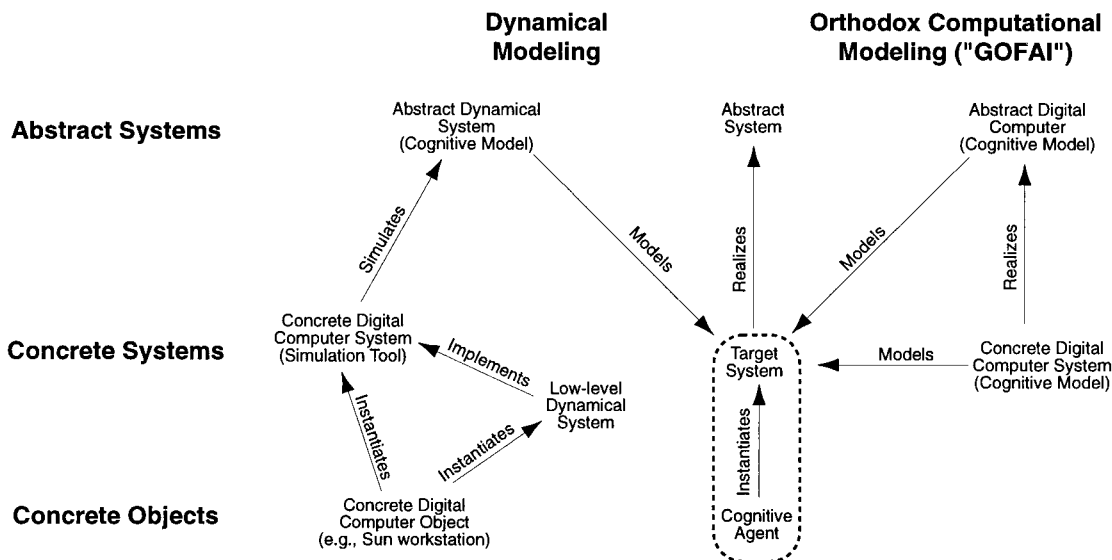 Dynamical
Modeling
Orthodox Computational
Modeling ("GOFAI")
Abstract Systems
Abstract Dynamical
System
(Cognitive Model)
Abstract
System
Abstract Digital
Computer
(Cognitive Model)
Simulates
Models
Realizes
Models
Realizes
Concrete Systems
Concrete Digital
Computer System
(Simulation Tool)
Implements
Low-level
Dynamical
System
Target
System
Models
Concrete Digital
Computer System
(Cognitive Model)
Instantiates
Instantiates
Instantiates
Concrete Objects
Concrete Digital
Computer Object
(e.g., Sun workstation)
Cognitive
Agent